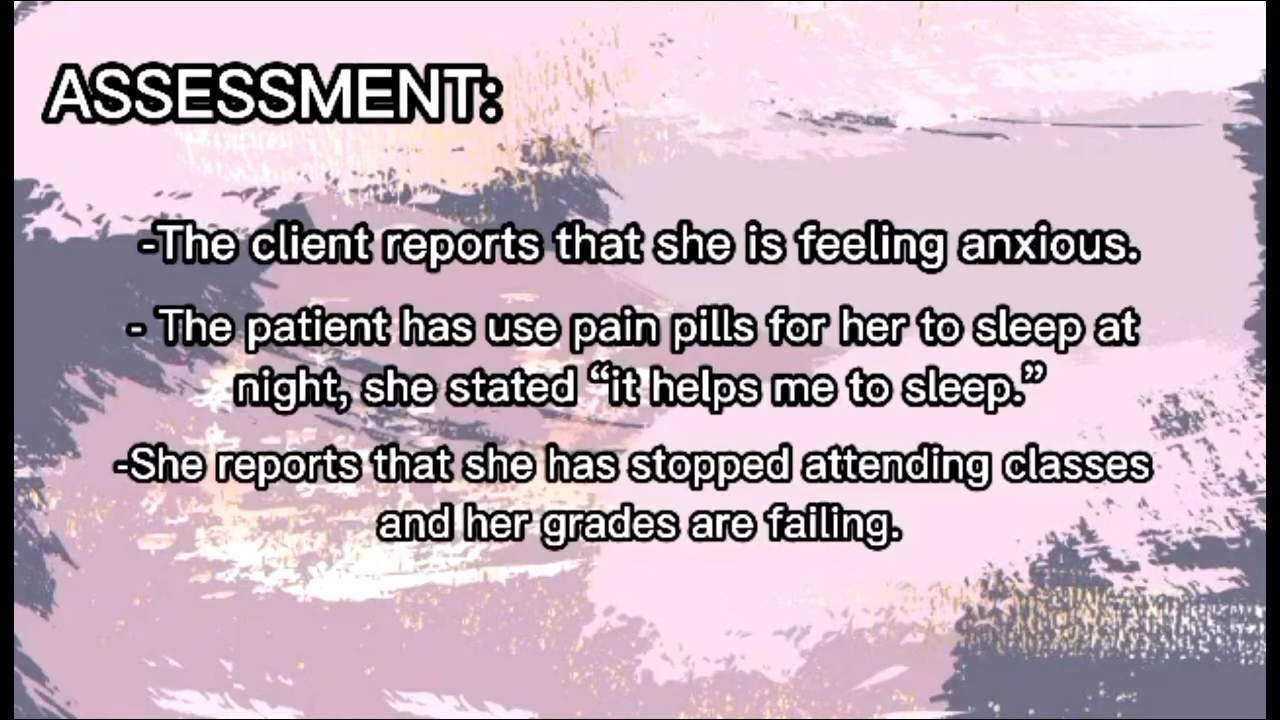 ASSESSMENT:
-The client reports that she is feeling anxious.
- The patient has use pain pills for her to sleep at
night, she stated “it helps me to sleep.”
-She reports that she has stopped attending classes
and her grades are failing.